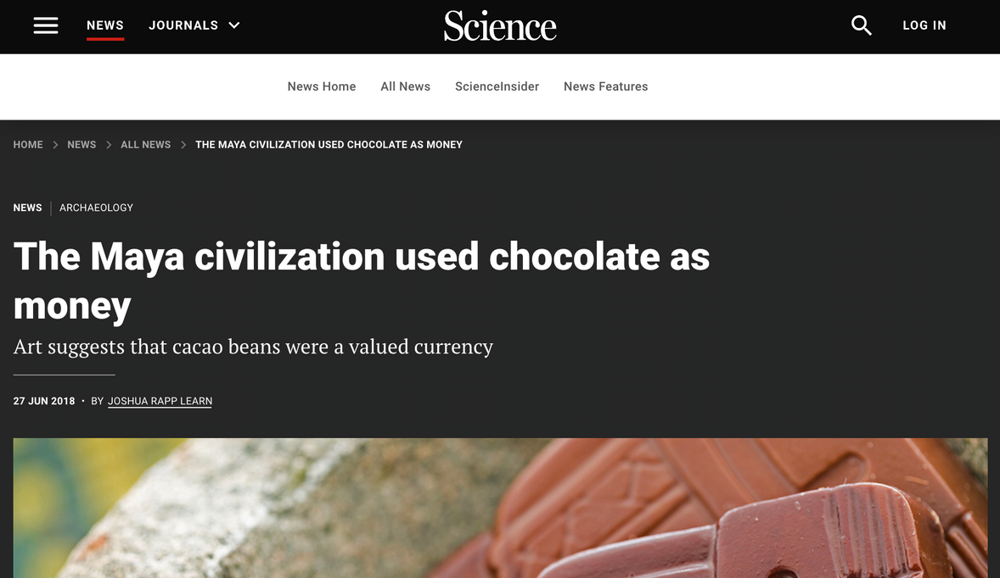 NEWS JOURNALS Science LOG IN
News Home All News ScienceInsider News Features
HOME NEWS ALL NEWS THE MAYA CIVILIZATION USED CHOCOLATE AS MONEY
NEWS ARCHAEOLOGY
The Maya civilization used chocolate as
money
Art suggests that cacao beans were a valued currency
27 JUN 2018 • BY JOSHUA RAPP LEARN